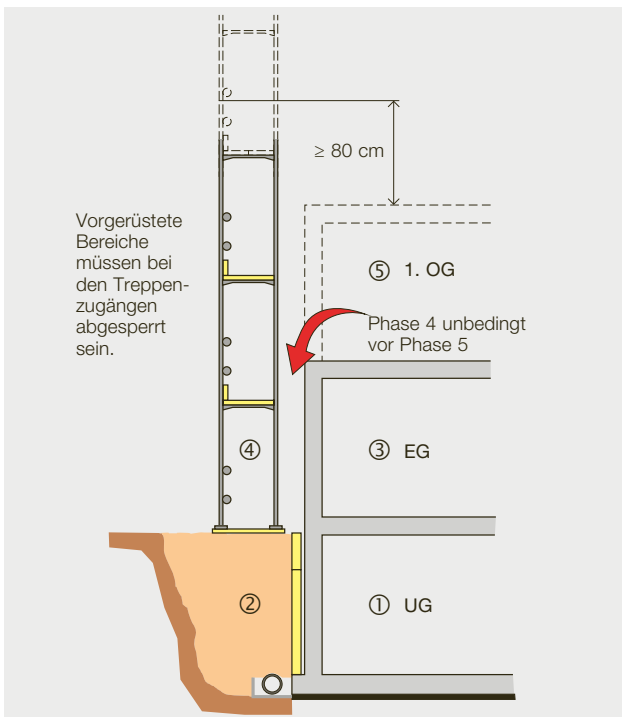 ≥ 80 cm
Vorgerüstete
Bereiche
müssen bei
den Treppen-
zugängen
abgesperrt
sein.
⑤ 1. OG
Phase 4 unbedingt
vor Phase 5
④
③ EG
②
① UG